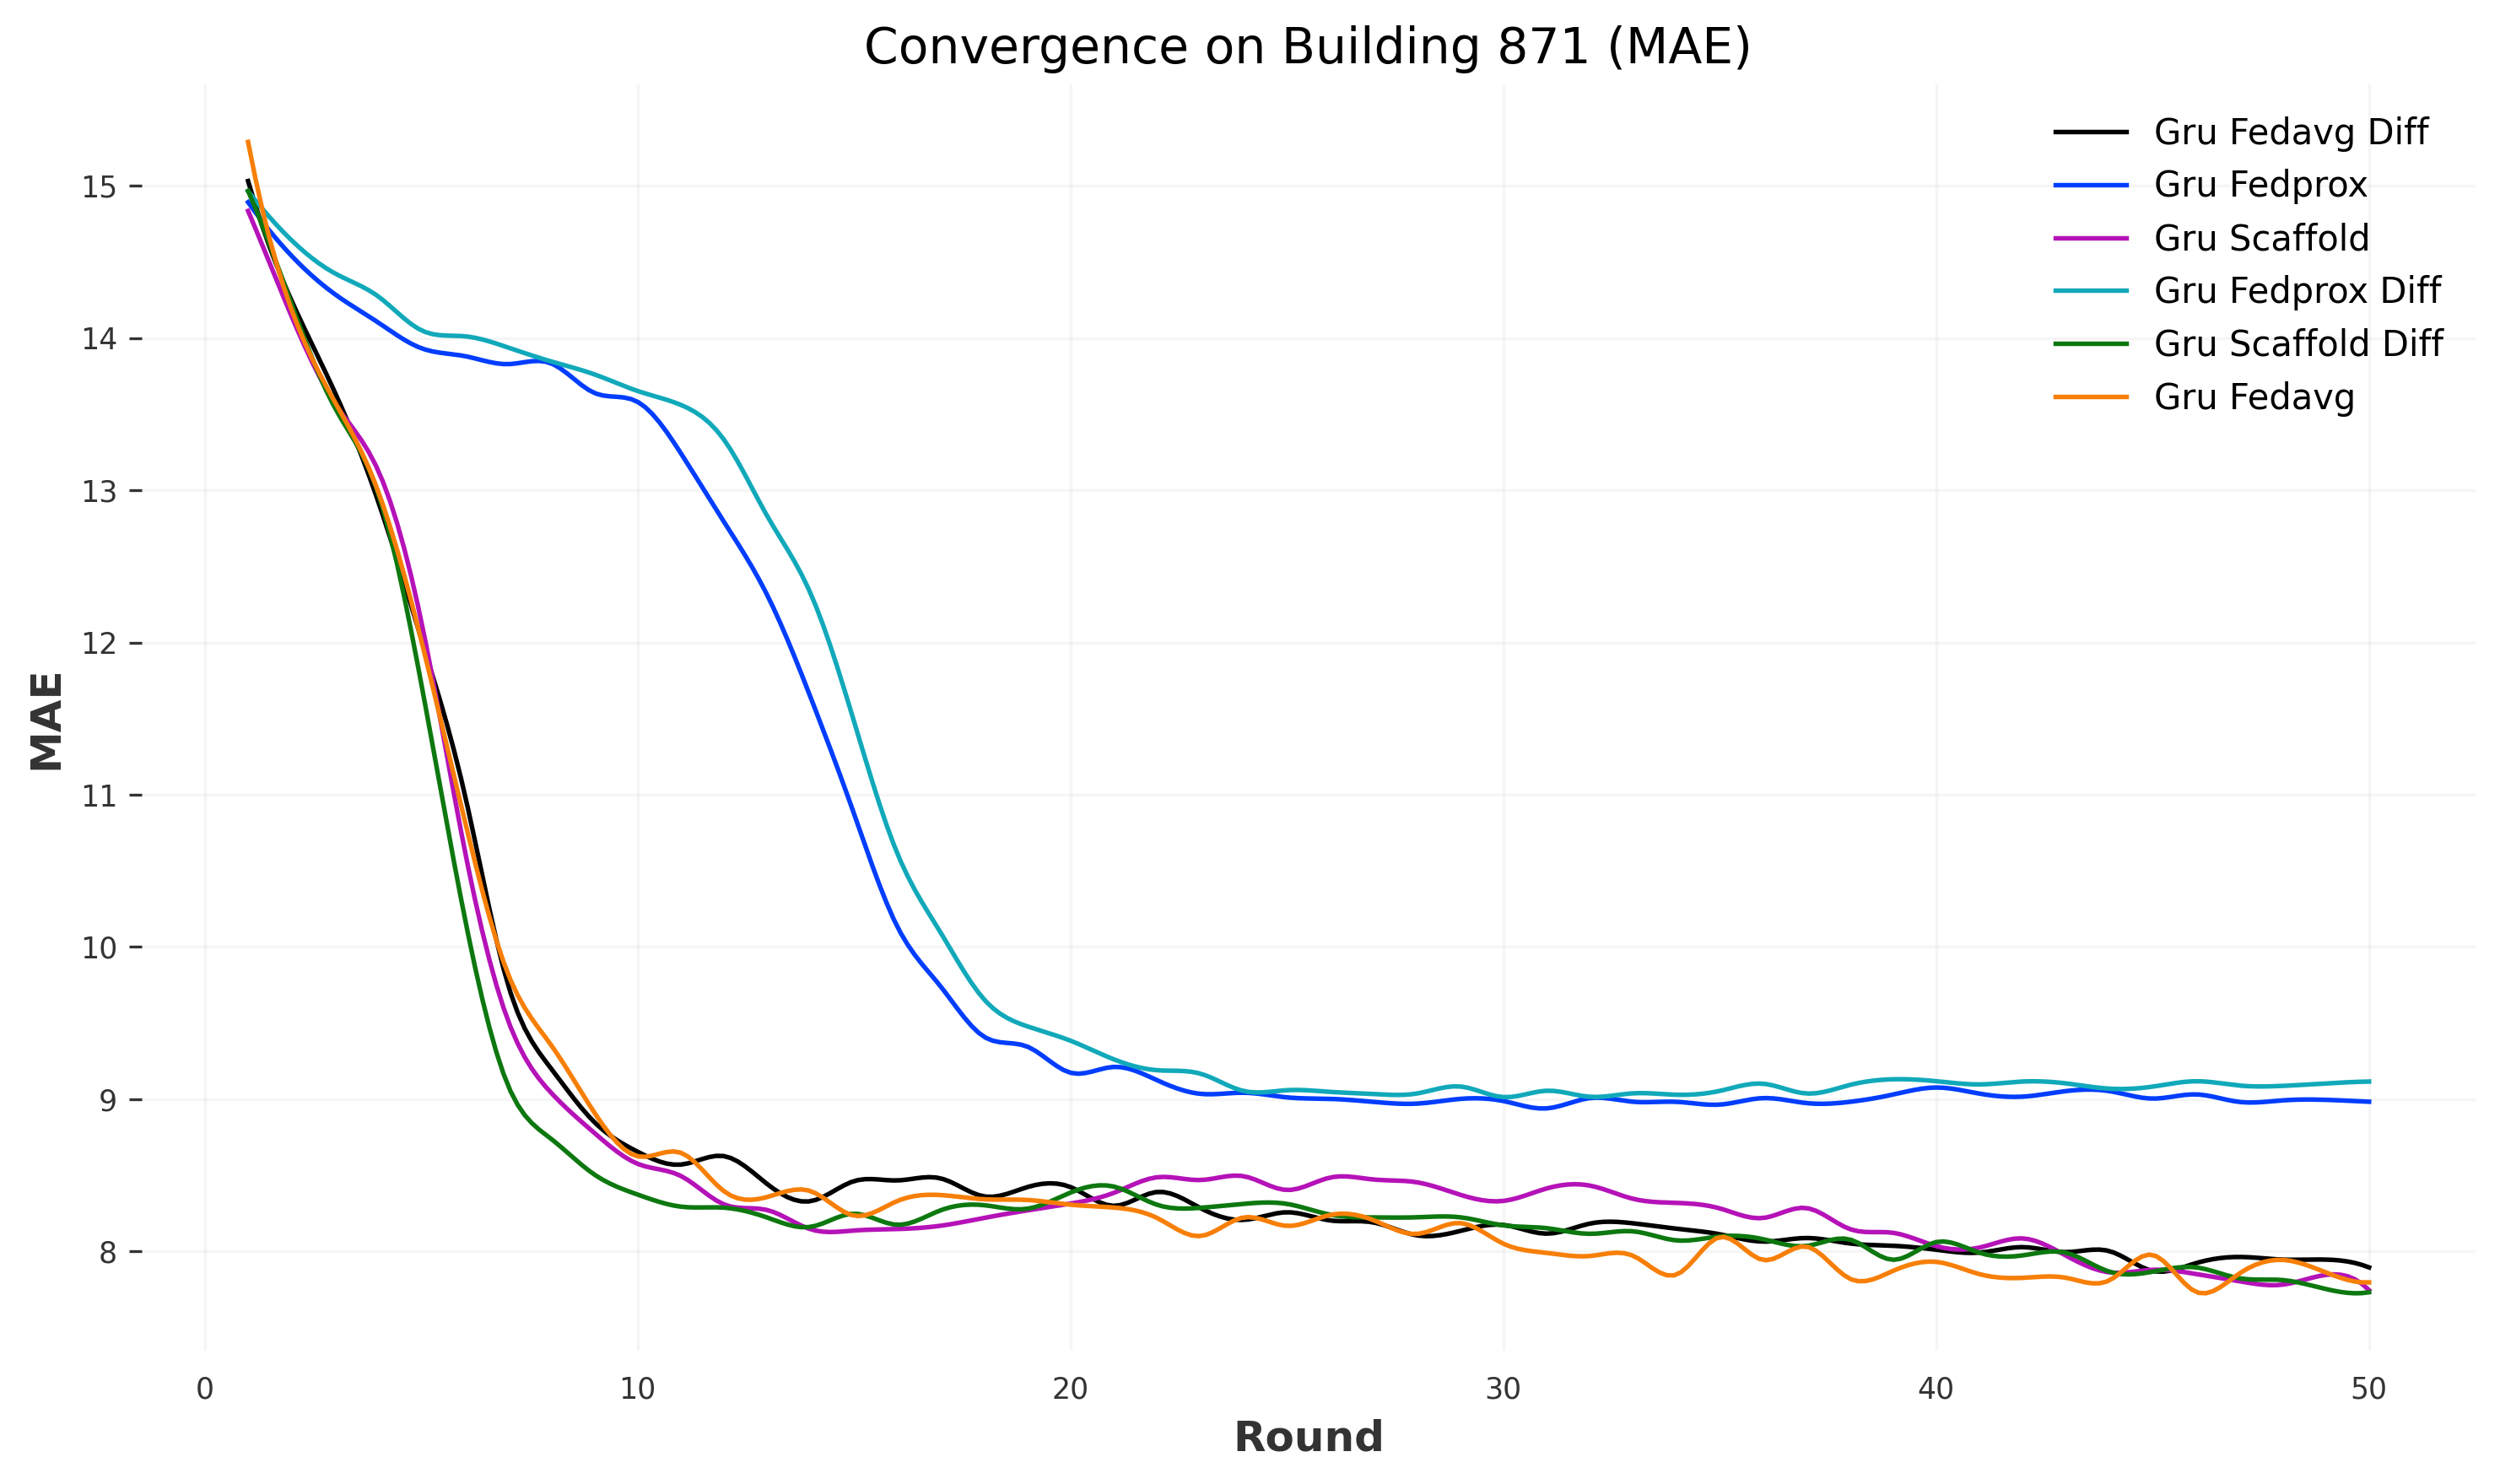 Convergence on Building 871 (MAE)
Gru Fedavg Diff
Gru Fedprox
Gru Scaffold
Gru Fedprox Diff
Gru Scaffold Diff
Gru Fedavg
15
14
13
12
11
10
9
8
MAE
0 10 20 30 40 50
Round